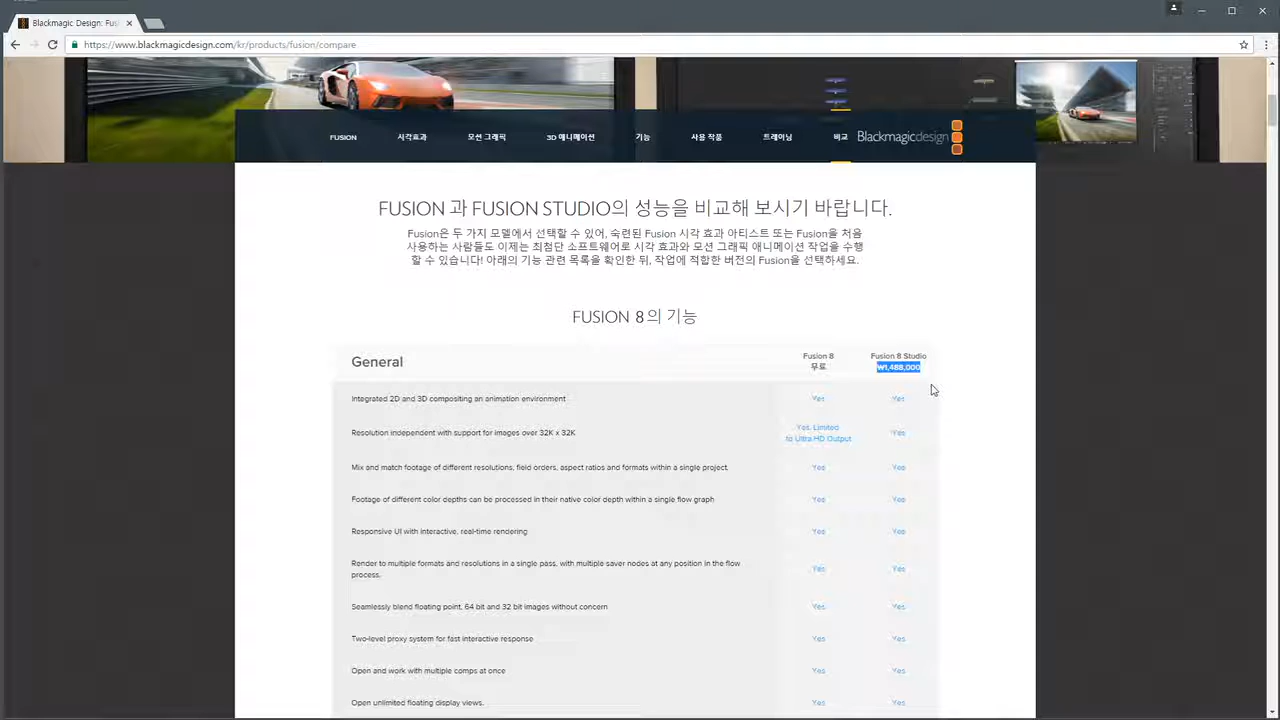 Blackmagic Design: Fus
https://www.blackmagicdesign.com/kr/products/fusion/compare
FUSION 시각효과 모션 그래픽 3D 애니메이션 기능 사용 작품 트레이닝 비교 Blackmagicdesign
FUSION 과 FUSION STUDIO의 성능을 비교해 보시기 바랍니다.
Fusion은 두 가지 모델에서 선택할 수 있어, 숙련된 Fusion 시각 효과 아티스트 또는 Fusion을 처음
사용하는 사람들도 이제는 최첨단 소프트웨어로 시각 효과와 모션 그래픽 애니메이션 작업을 수행
할 수 있습니다! 아래의 기능 관련 목록을 확인한 뒤, 작업에 적합한 버전의 Fusion을 선택하세요.
FUSION 8의 기능
General
Fusion 8
무료
Fusion 8 Studio
₩1,488,000
Integrated 2D and 3D compositing an animation environment Yes Yes
Resolution independent with support for images over 32K x 32K
Yes, Limited
to Ultra HD Output
Yes
Mix and match footage of different resolutions, field orders, aspect ratios and formats within a single project. Yes Yes
Footage of different color depths can be processed in their native color depth within a single flow graph Yes Yes
Responsive UI with interactive, real-time rendering Yes Yes
Render to multiple formats and resolutions in a single pass, with multiple saver nodes at any position in the flow
process.
Yes Yes
Seamlessly blend floating point, 64 bit and 32 bit images without concern Yes Yes
Two-level proxy system for fast interactive response Yes Yes
Open and work with multiple comps at once Yes Yes
Open unlimited floating display views. Yes Yes